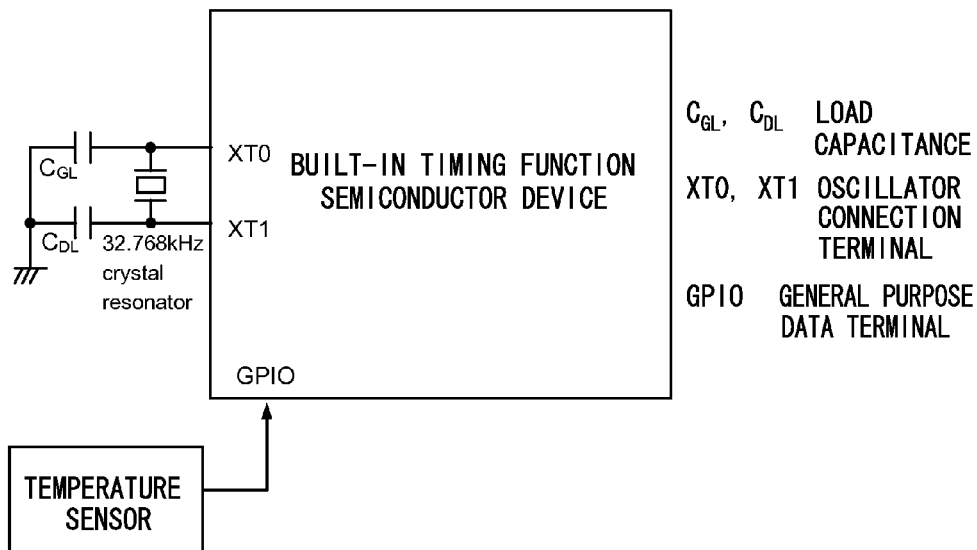 C_GL
XT0
C_DL
32.768kHz
crystal
resonator
XT1
BUILT-IN TIMING FUNCTION
SEMICONDUCTOR DEVICE
GPIO
TEMPERATURE
SENSOR
C_GL, C_DL LOAD
CAPACITANCE
XTO, XT1 OSCILLATOR
CONNECTION
TERMINAL
GPIO GENERAL PURPOSE
DATA TERMINAL